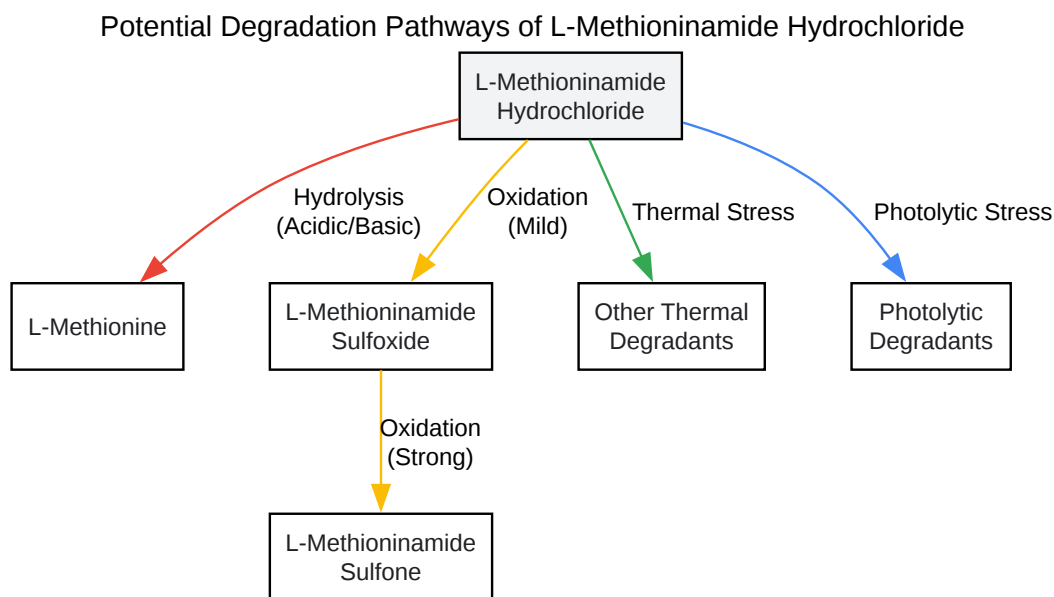 Potential Degradation Pathways of L-Methioninamide Hydrochloride
L-Methioninamide
Hydrochloride
Hydrolysis
(Acidic/Basic)
Oxidation
(Mild)
Thermal Stress
Photolytic Stress
L-Methionine
L-Methioninamide
Sulfoxide
Other Thermal
Degradants
Photolytic
Degradants
Oxidation
(Strong)
L-Methioninamide
Sulfone